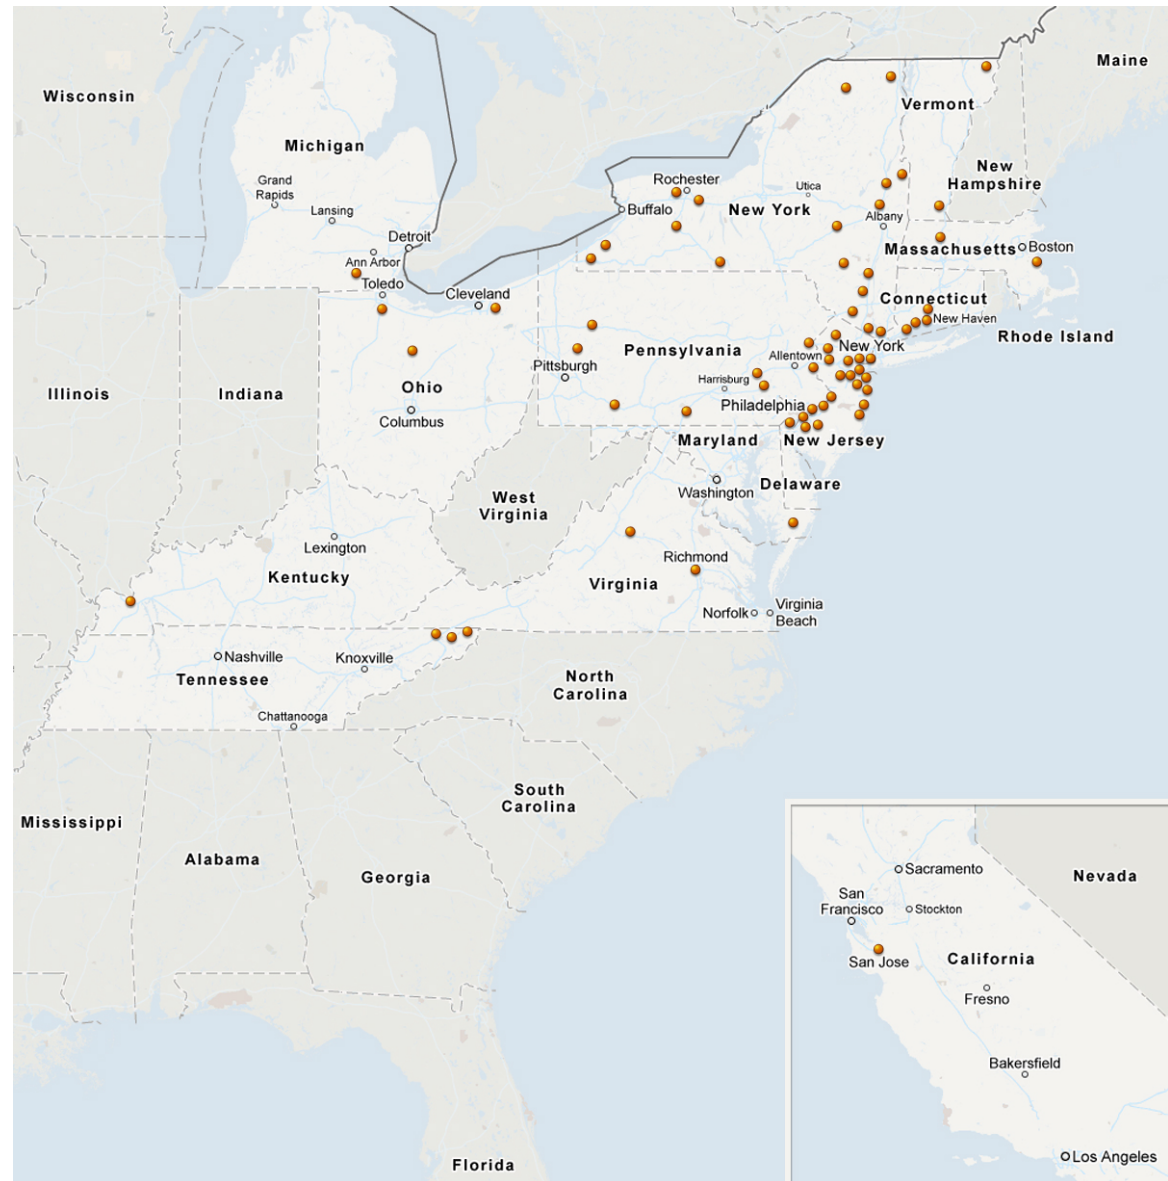 Maine
Wisconsin
Vermont
Michigan
New
Hampshire
Grand
Rapids
Rochester
Utica
New York
Buffalo
Lansing
Albany
Detroit
Massachusetts
Boston
Ann Arbor
Toledo
Cleveland
Connecticut
New Haven
Rhode Island
New York
Pennsylvania
Allentown
Pittsburgh
Harrisburg
Illinois
Indiana
Ohio
Philadelphia
Columbus
Maryland
New Jersey
Washington
Delaware
West
Virginia
Lexington
Richmond
Kentucky
Virginia
Norfolk
Virginia
Beach
Nashville
Knoxville
Tennessee
North
Carolina
Chattanooga
South
Carolina
Mississippi
Alabama
Georgia
Sacramento
Nevada
San
Francisco
Stockton
San Jose
California
Fresno
Bakersfield
Los Angeles
Florida